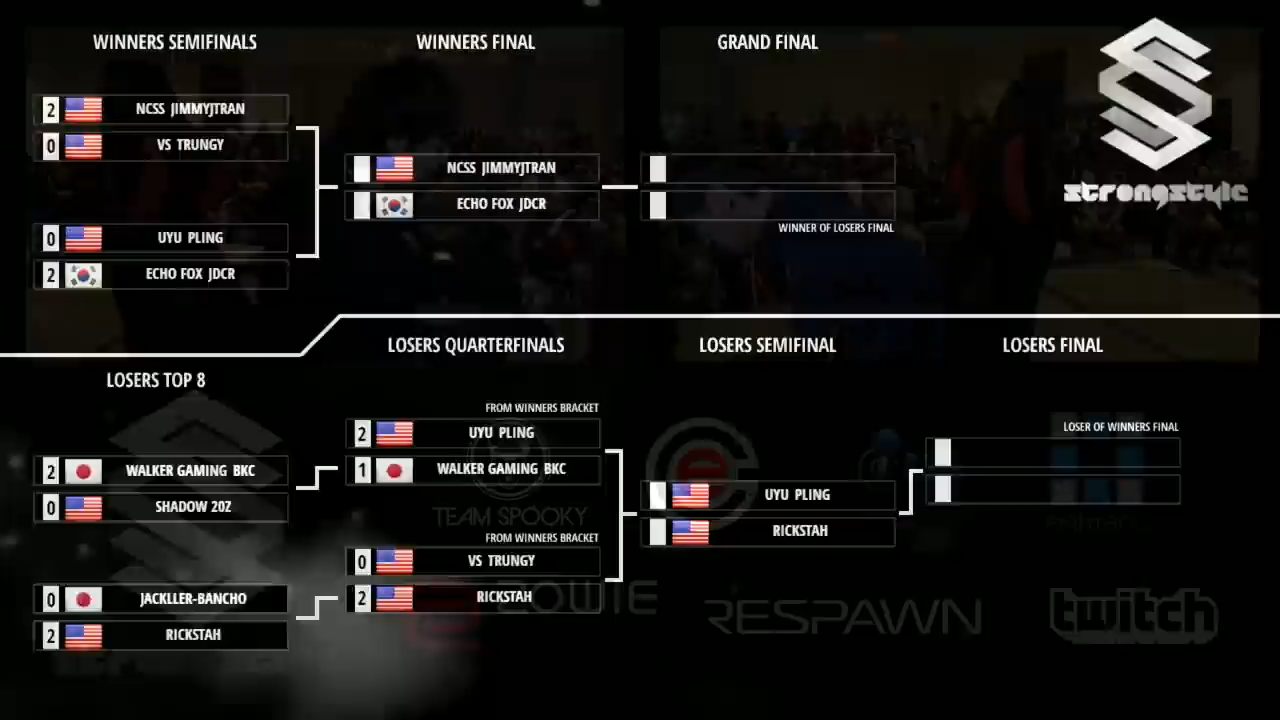 WINNERS SEMIFINALS
WINNERS FINAL
GRAND FINAL
2 NCSS JIMMYJTRAN
0 VS TRUNGY
NCSS JIMMYJTRAN
ECHO FOX JDCR
strongstyle
WINNER OF LOSERS FINAL
0 UYU PLING
2 ECHO FOX JDCR
LOSERS QUARTERFINALS
LOSERS SEMIFINAL
LOSERS FINAL
LOSERS TOP 8
FROM WINNERS BRACKET
2 UYU PLING
1 WALKER GAMING BKC
LOSER OF WINNERS FINAL
2 WALKER GAMING BKC
0 SHADOW 20Z
UYU PLING
RICKSTAH
TEAM SPOOKY
FROM WINNERS BRACKET
0 VS TRUNGY
2 RICKSTAH
0 JACKLLER-BANCHO
2 RICKSTAH
ZOWIE
RESPAWN
twitch